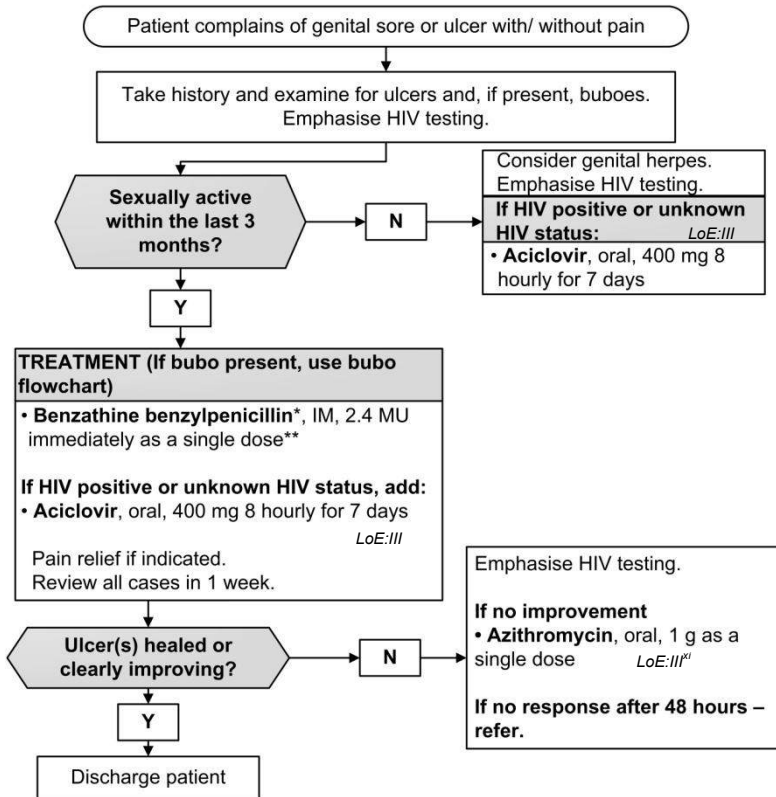 Patient complains of genital sore or ulcer with/ without pain
Take history and examine for ulcers and, if present, buboes.
Emphasise HIV testing.
Sexually active
within the last 3
months?
N
Consider genital herpes.
Emphasise HIV testing.
If HIV positive or unknown
HIV status: LoE:III
• Aciclovir, oral, 400 mg 8
hourly for 7 days
Y
TREATMENT (If bubo present, use bubo
flowchart)
• Benzathine benzylpenicillin*, IM, 2.4 MU
immediately as a single dose**
If HIV positive or unknown HIV status, add:
• Aciclovir, oral, 400 mg 8 hourly for 7 days
LoE:III
Pain relief if indicated.
Review all cases in 1 week.
Ulcer(s) healed or
clearly improving?
N
Emphasise HIV testing.
If no improvement
• Azithromycin, oral, 1 g as a
single dose LoE:IIIxi
If no response after 48 hours –
refer.
Y
Discharge patient